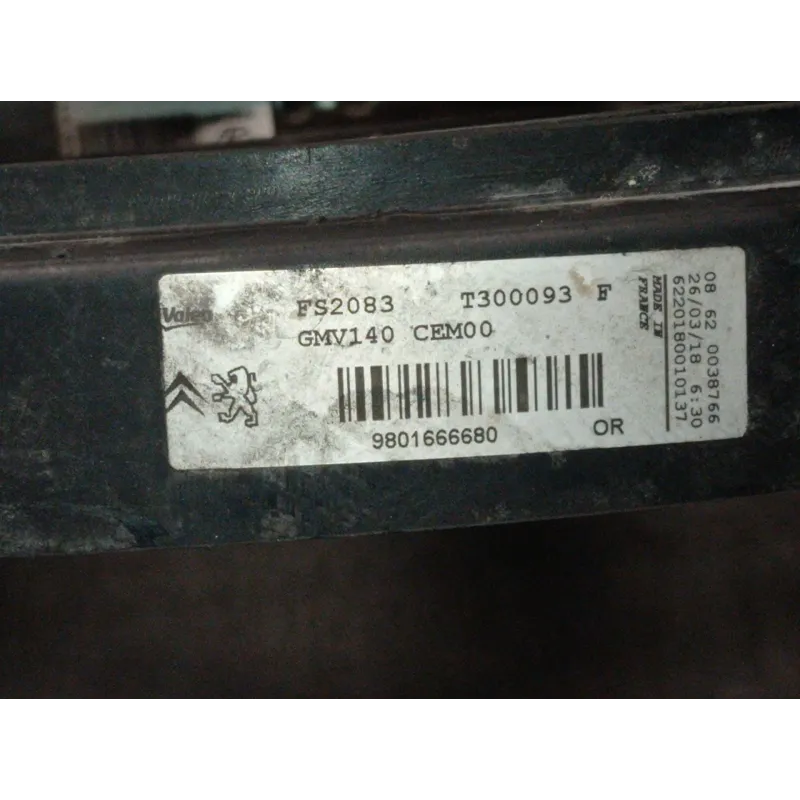 Valeo
FS2083 T300093 F
GMV140 CEM00
9801666680 OR
MADE IN
FRANCE
08 62 0038766
26/03/18 6:30
6220180010137